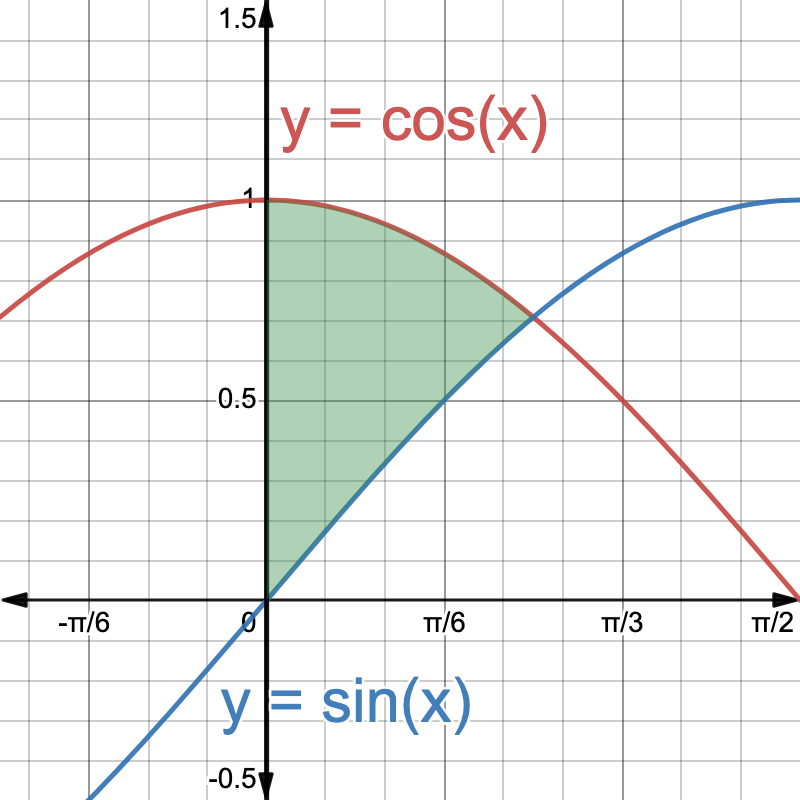 1.5
y = cos(x)
1
0.5
-π/6
0
π/6
π/3
π/2
y = sin(x)
-0.5